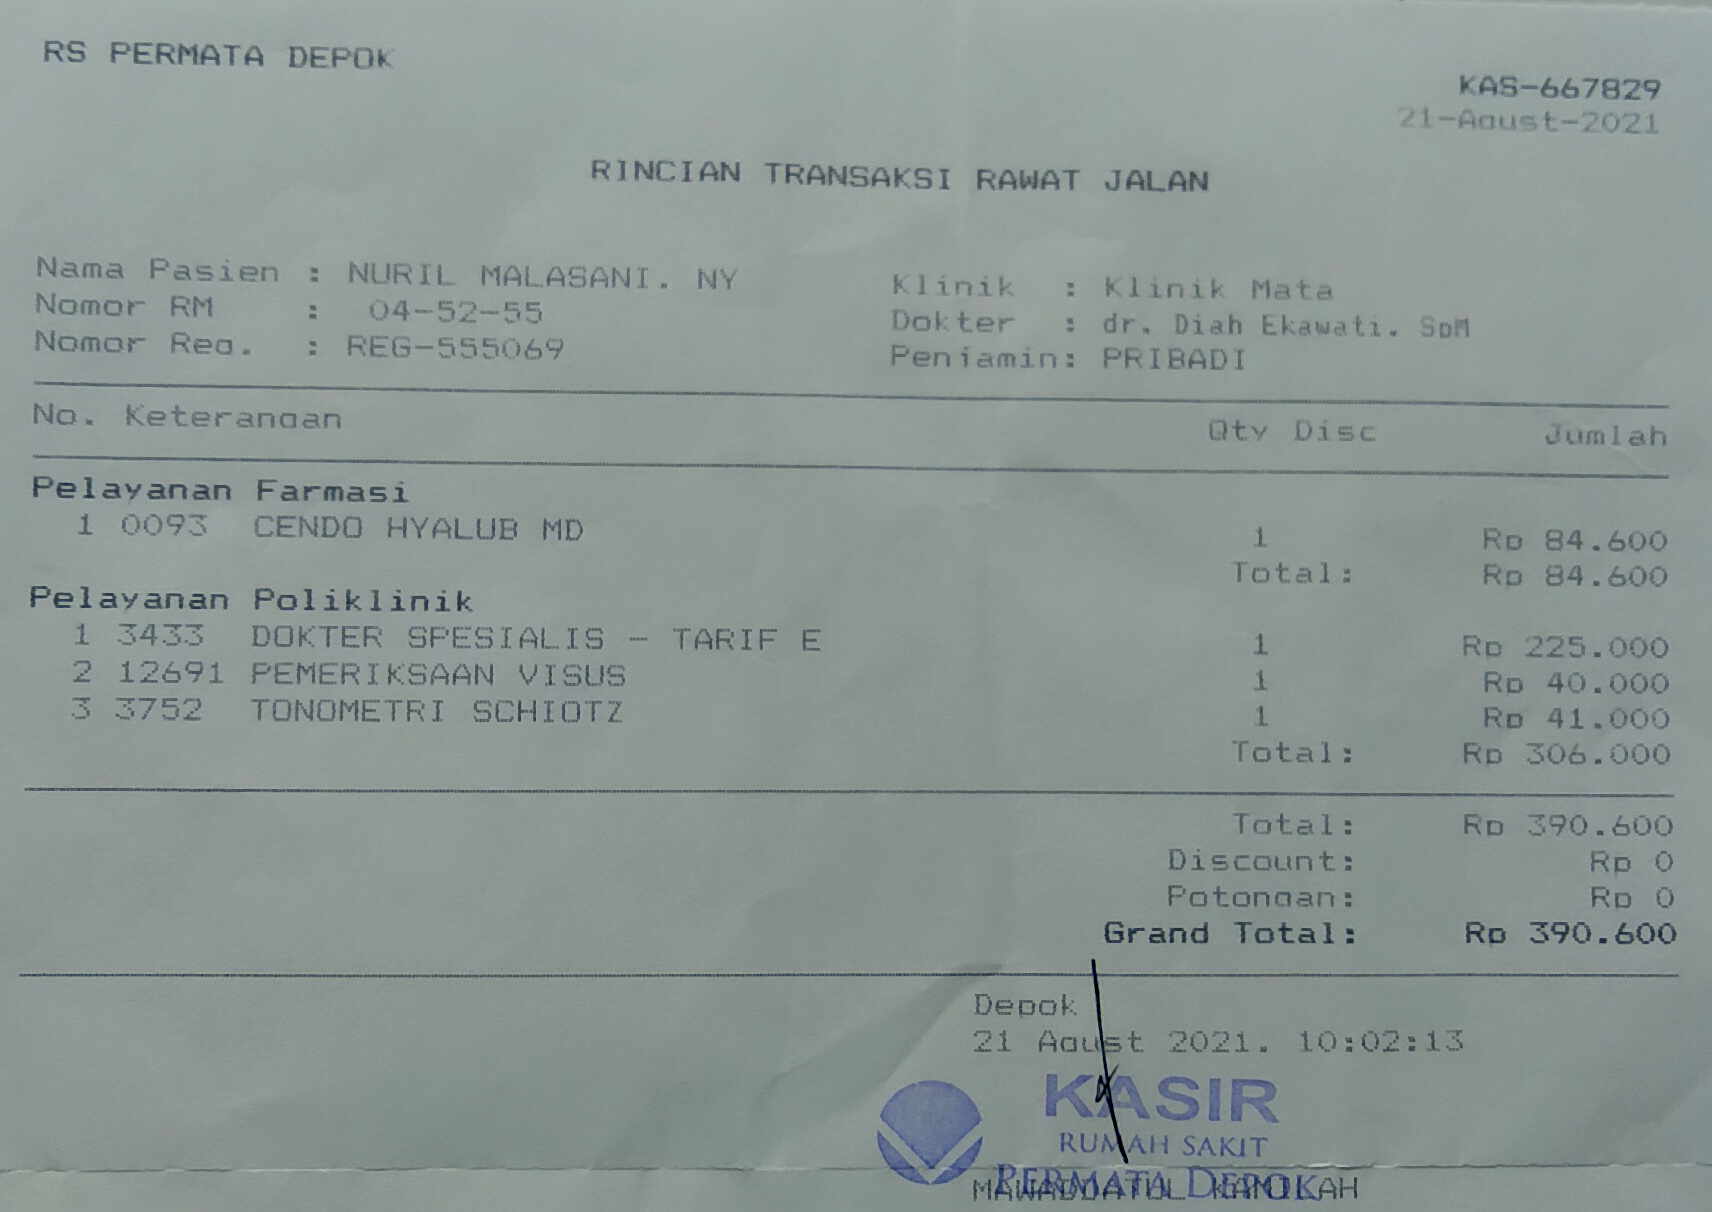 RS PERMATA DEPOK
KAS-667829
21-Agust-2021
RINCIAN TRANSAKSI RAWAT JALAN
Nama Pasien : NURIL MALASANI. NY
Nomor RM : 04-52-55
Nomor Reg. : REG-555069
Klinik : Klinik Mata
Dokter : dr. Diah Ekawati. SpM
Penjamin: PRIBADI
No. Keterangan Qty Disc Jumlah
Pelayanan Farmasi
1 0093 CENDO HYALUB MD 1 Rp 84.600
Total: Rp 84.600
Pelayanan Poliklinik
1 3433 DOKTER SPESIALIS - TARIF E 1 Rp 225.000
2 12691 PEMERIKSAAN VISUS 1 Rp 40.000
3 3752 TONOMETRI SCHIOTZ 1 Rp 41.000
Total: Rp 306.000
Total: Rp 390.600
Discount: Rp 0
Potongan: Rp 0
Grand Total: Rp 390.600
Depok
21 Agust 2021. 10:02:13
KASIR
RUMAH SAKIT
PERMATA DEPOK